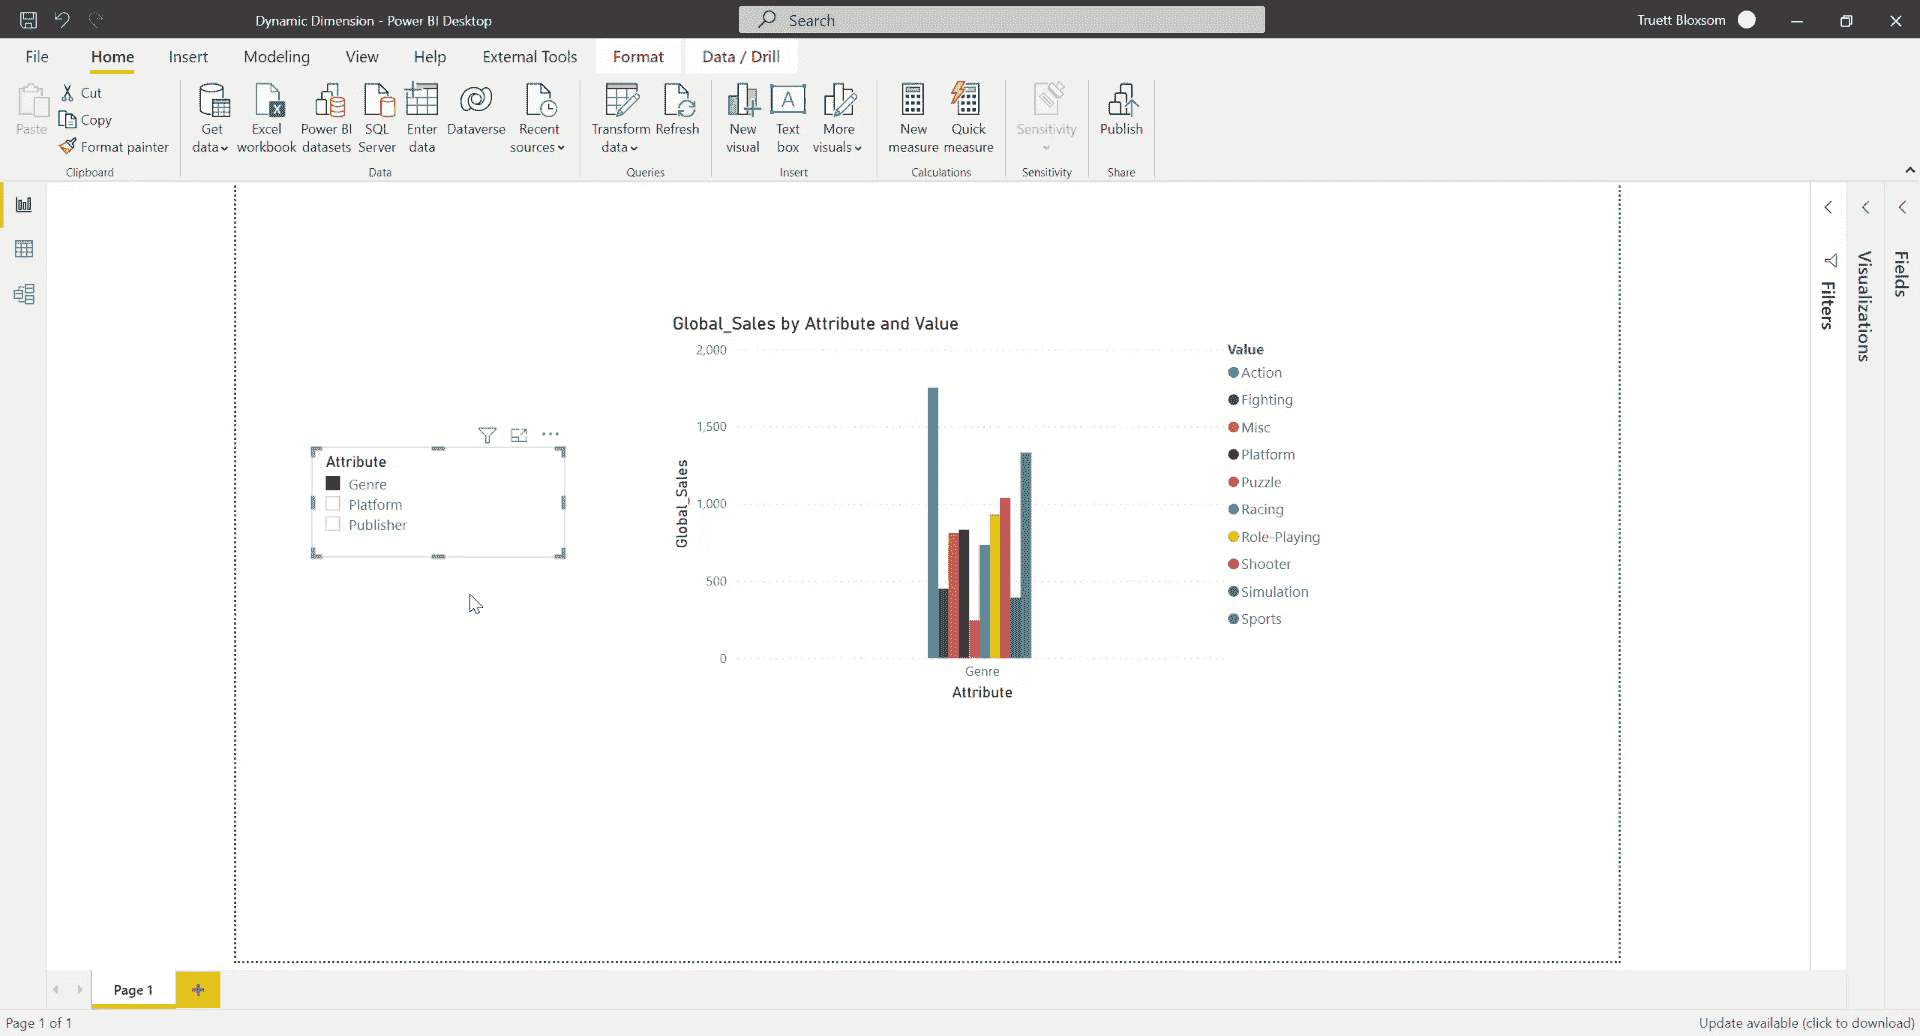 Dynamic Dimension - Power BI Desktop
Search
Truett Bloxsom
File Home Insert Modeling View Help External Tools Format Data / Drill
Paste
Cut
Copy
Format painter
Clipboard
Get data
Excel workbook
Power BI datasets
SQL Server
Enter data
Dataverse
Recent sources
Data
Transform data
Refresh
Queries
New visual
Text box
More visuals
Insert
New measure
Quick measure
Calculations
Sensitivity
Sensitivity
Publish
Share
Filters
Visualizations
Fields
Attribute
Genre
Platform
Publisher
Global_Sales by Attribute and Value
Global_Sales
2,000
1,500
1,000
500
0
Genre
Attribute
Value
Action
Fighting
Misc
Platform
Puzzle
Racing
Role-Playing
Shooter
Simulation
Sports
Page 1
Page 1 of 1
Update available (click to download)